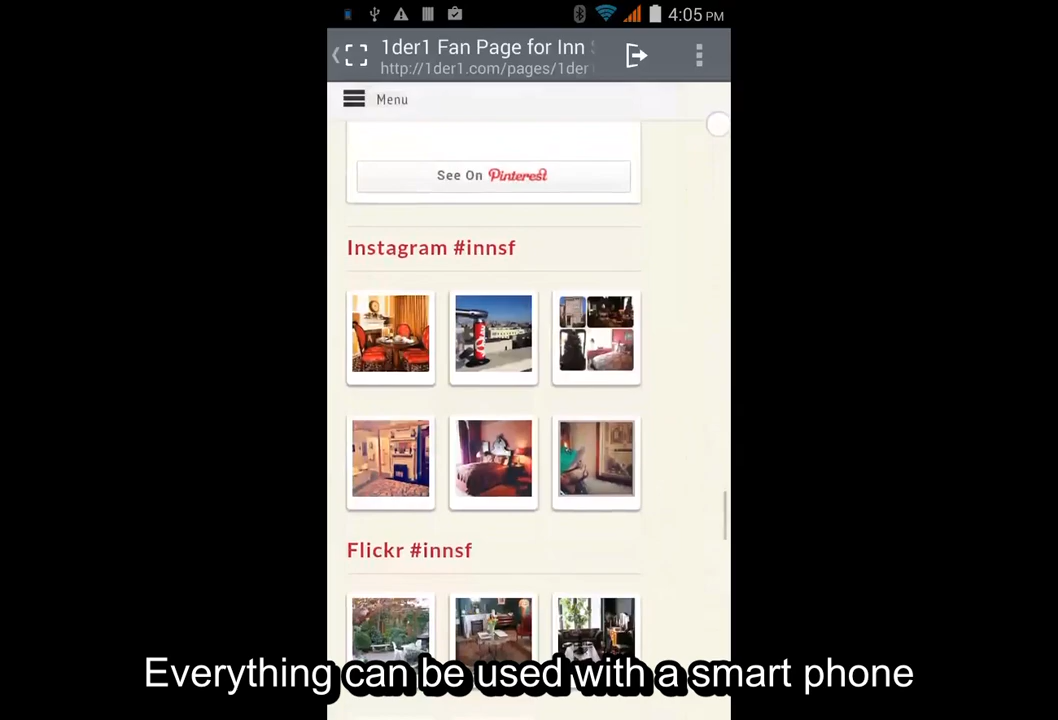 4:05 PM
1der1 Fan Page for Inn
http://1der1.com/pages/1der
Menu
See On Pinterest
Instagram #innsf
Flickr #innsf
Everything can be used with a smart phone